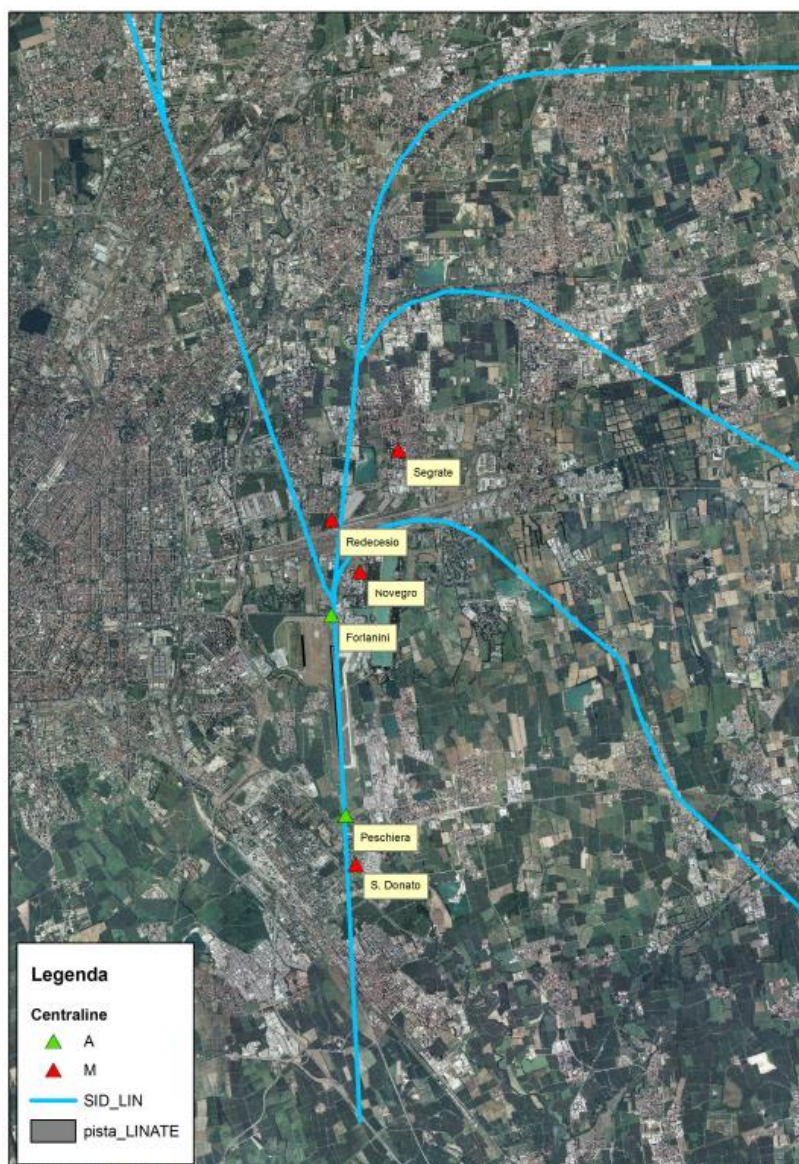 Segrate
Redecesio
Novegro
Forlanini
Peschiera
S. Donato
Legenda
Centraline
A
M
SID_LIN
pista_LINATE